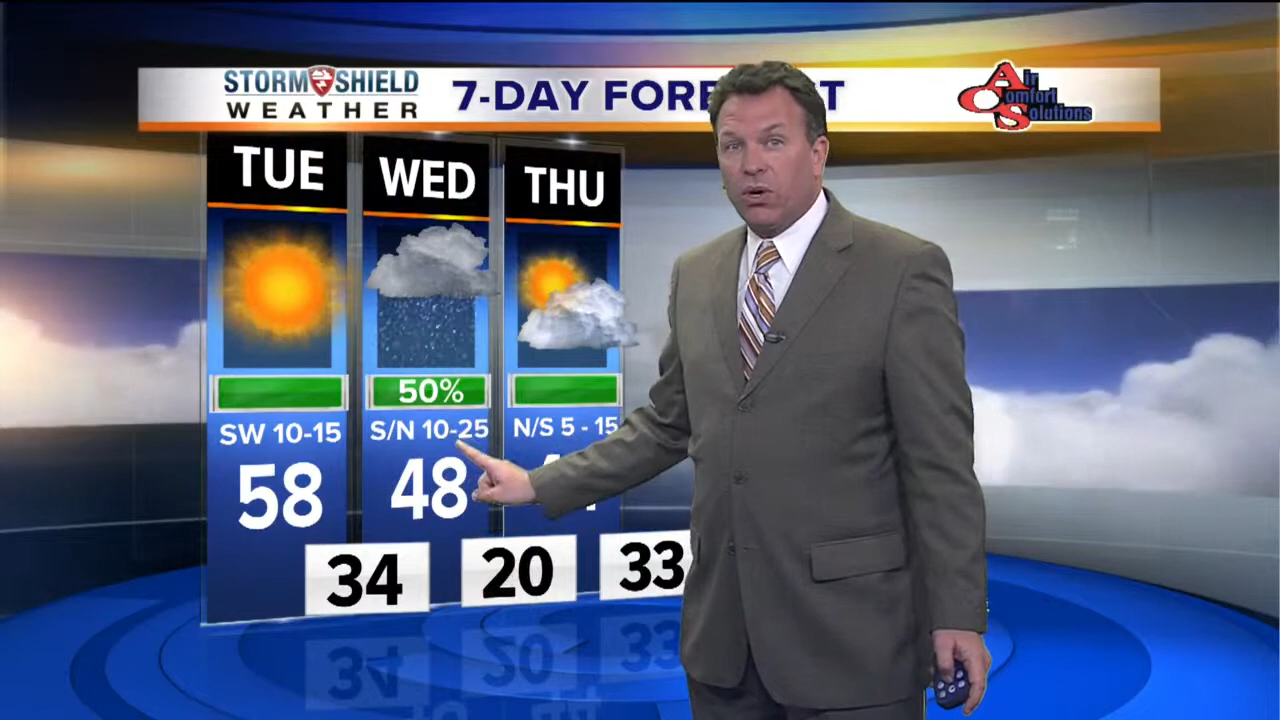 STORM SHIELD
WEATHER
7-DAY FORE T
Air
Comfort
Solutions
TUE
WED
THU
50%
SW 10-15
S/N 10-25
N/S 5 - 15
58
48
34
20
33